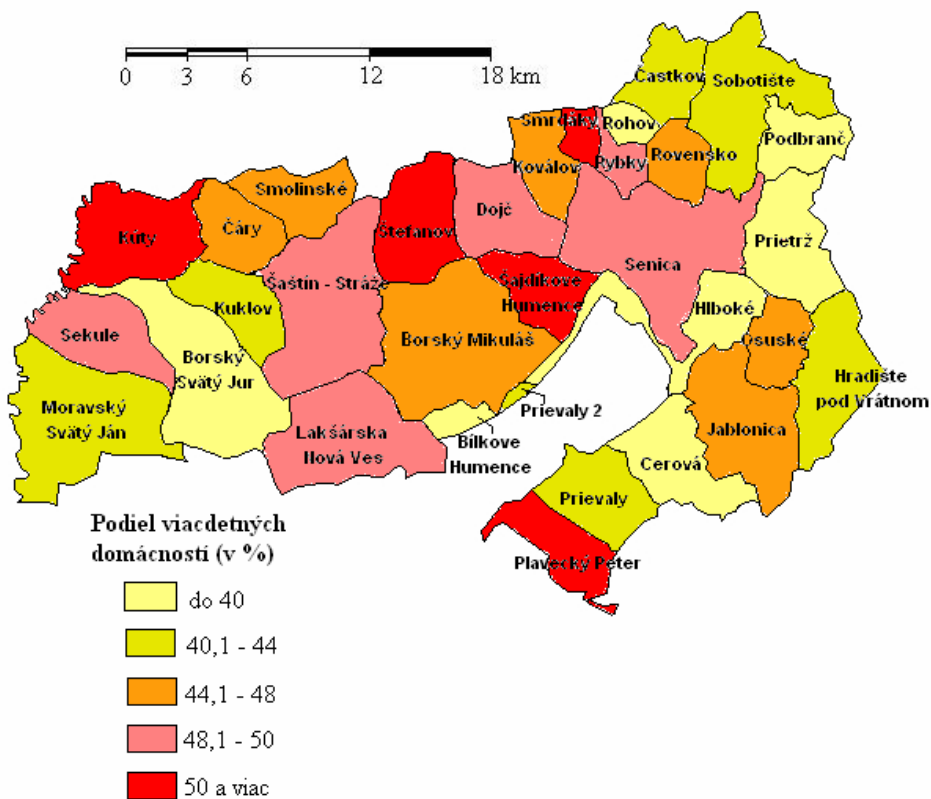 0 3 6 12 18 km
Častkov
Sobotište
Smrdáky
Rohov
Podbranč
Koválov
Rybky
Rovensko
Smolinské
Dojč
Kúty
Čáry
Štefanov
Prietrž
Senica
Šaštín - Stráže
Šajdíkove
Humence
Kuklov
Hlboké
Sekule
Borský Mikuláš
Osuské
Borský
Svätý Jur
Hradište
pod Vrátnom
Moravský
Svätý Ján
Prievaly 2
Lakšárska
Nová Ves
Jablonica
Bílkove
Humence
Cerová
Prievaly
Plavecký Peter
Podiel viacdetných
domácností (v %)
do 40
40,1 - 44
44,1 - 48
48,1 - 50
50 a viac